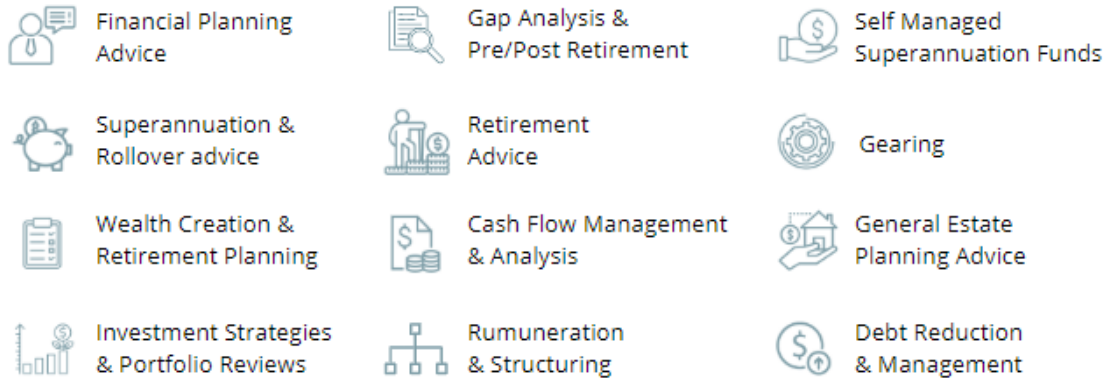 Financial Planning
Advice
Gap Analysis &
Pre/Post Retirement
Self Managed
Superannuation Funds
Superannuation &
Rollover advice
Retirement
Advice
Gearing
Wealth Creation &
Retirement Planning
Cash Flow Management
& Analysis
General Estate
Planning Advice
Investment Strategies
& Portfolio Reviews
Rumuneration
& Structuring
Debt Reduction
& Management